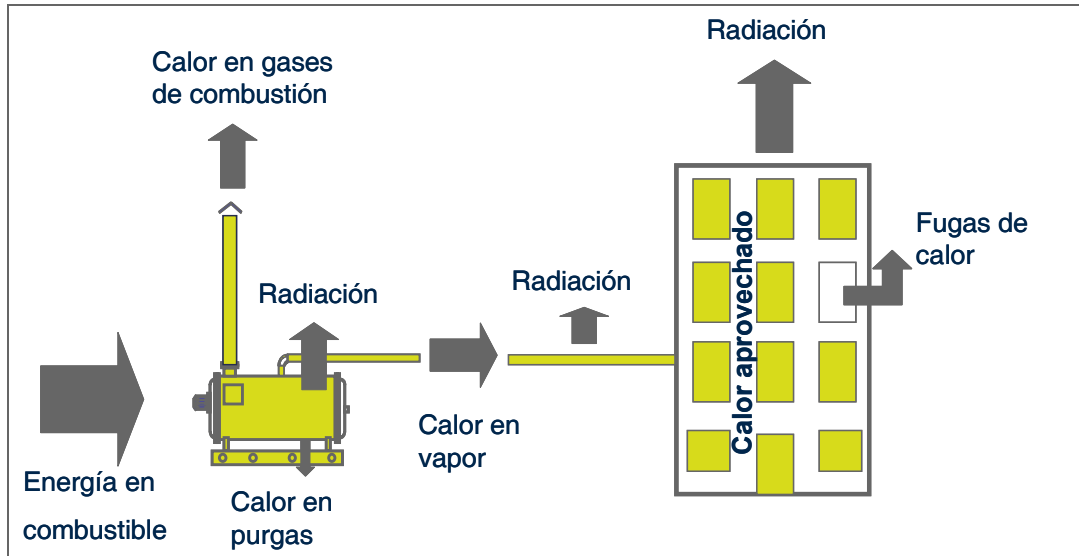 Radiación
Calor en gases
de combustión
Fugas de
calor
Radiación
Radiación
Calor aprovechado
Calor en
vapor
Energía en
combustible
Calor en
purgas